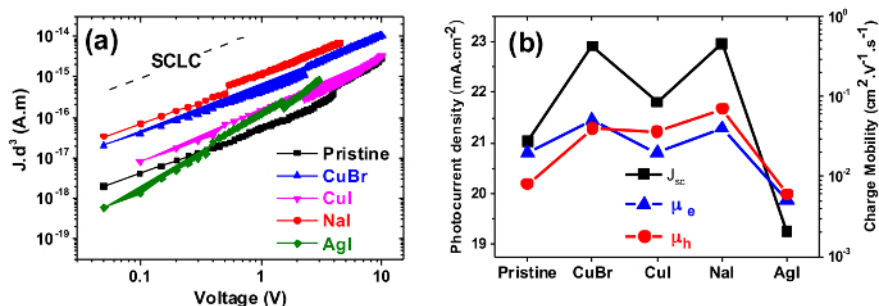 (a)
SCLC
J.d³ (A.m)
10⁻¹⁴
10⁻¹⁵
10⁻¹⁶
10⁻¹⁷
10⁻¹⁸
10⁻¹⁹
Pristine
CuBr
CuI
NaI
AgI
0.1
1
10
Voltage (V)
(b)
Photocurrent density (mA.cm⁻²)
23
22
21
20
19
J_sc
μ_e
μ_h
Pristine
CuBr
CuI
NaI
AgI
10⁰
10⁻¹
10⁻²
10⁻³
Charge Mobility (cm².V⁻¹.s⁻¹)